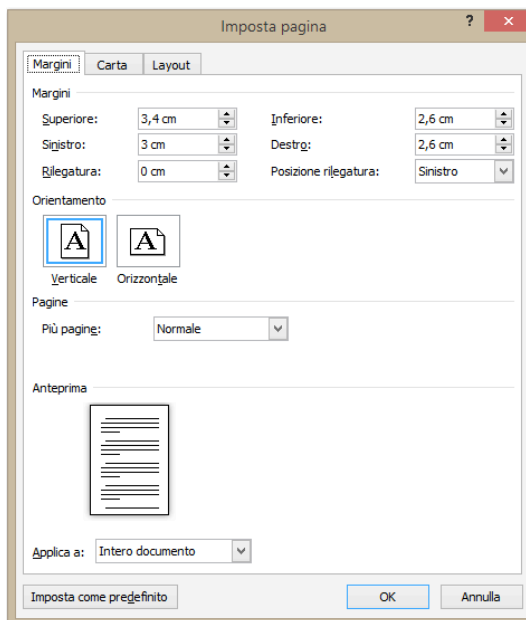 Imposta pagina
? ×
Margini Carta Layout
Margini
Superiore: 3,4 cm Inferiore: 2,6 cm
Sinistro: 3 cm Destro: 2,6 cm
Rilegatura: 0 cm Posizione rilegatura: Sinistro
Orientamento
A A
Verticale Orizzontale
Pagine
Più pagine: Normale
Anteprima
Applica a: Intero documento
Imposta come predefinito OK Annulla